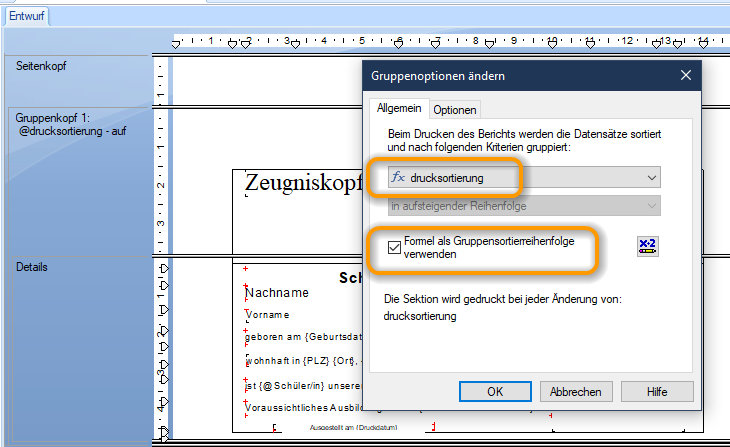 Entwurf
1 2 3 4 5 6 7 8 9 10 11 12 13 14
Seitenkopf
Gruppenkopf 1:
@drucksortierung - auf
Zeugniskopf
Details
Sch
Nachname
Vorname
geboren am {Geburtsdat
wohnhaft in {PLZ} {Ort}, 
ist {@Schüler/in} unserer
Voraussichtliches Ausbildung
Ausgestellt am {Druckdatum}
Gruppenoptionen ändern
Allgemein
Optionen
Beim Drucken des Berichts werden die Datensätze sortiert
und nach folgenden Kriterien gruppiert:
fx drucksortierung
in aufsteigender Reihenfolge
Formel als Gruppensortierreihenfolge
verwenden
x·2
Die Sektion wird gedruckt bei jeder Änderung von:
drucksortierung
OK
Abbrechen
Hilfe